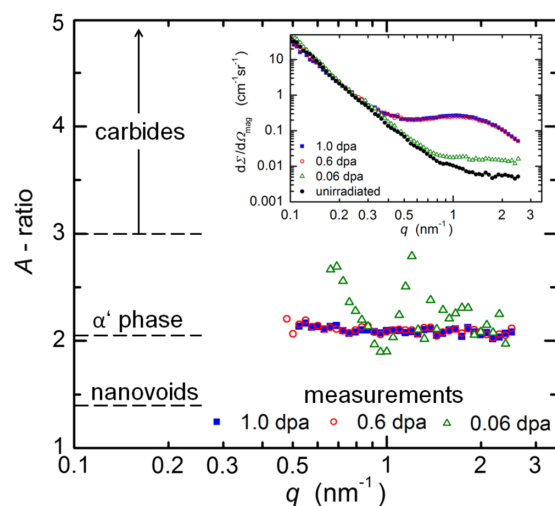 5
4
3
2
1
A - ratio
carbides
α' phase
nanovoids
measurements
1.0 dpa 0.6 dpa 0.06 dpa
0.1 0.2 0.5 1 2 3
q (nm⁻¹)
dΣ/dΩmag (cm⁻¹sr⁻¹)
10
1
0.1
0.01
0.001
1.0 dpa
0.6 dpa
0.06 dpa
unirradiated
0.1 0.2 0.3 0.5 1 2 3
q (nm⁻¹)